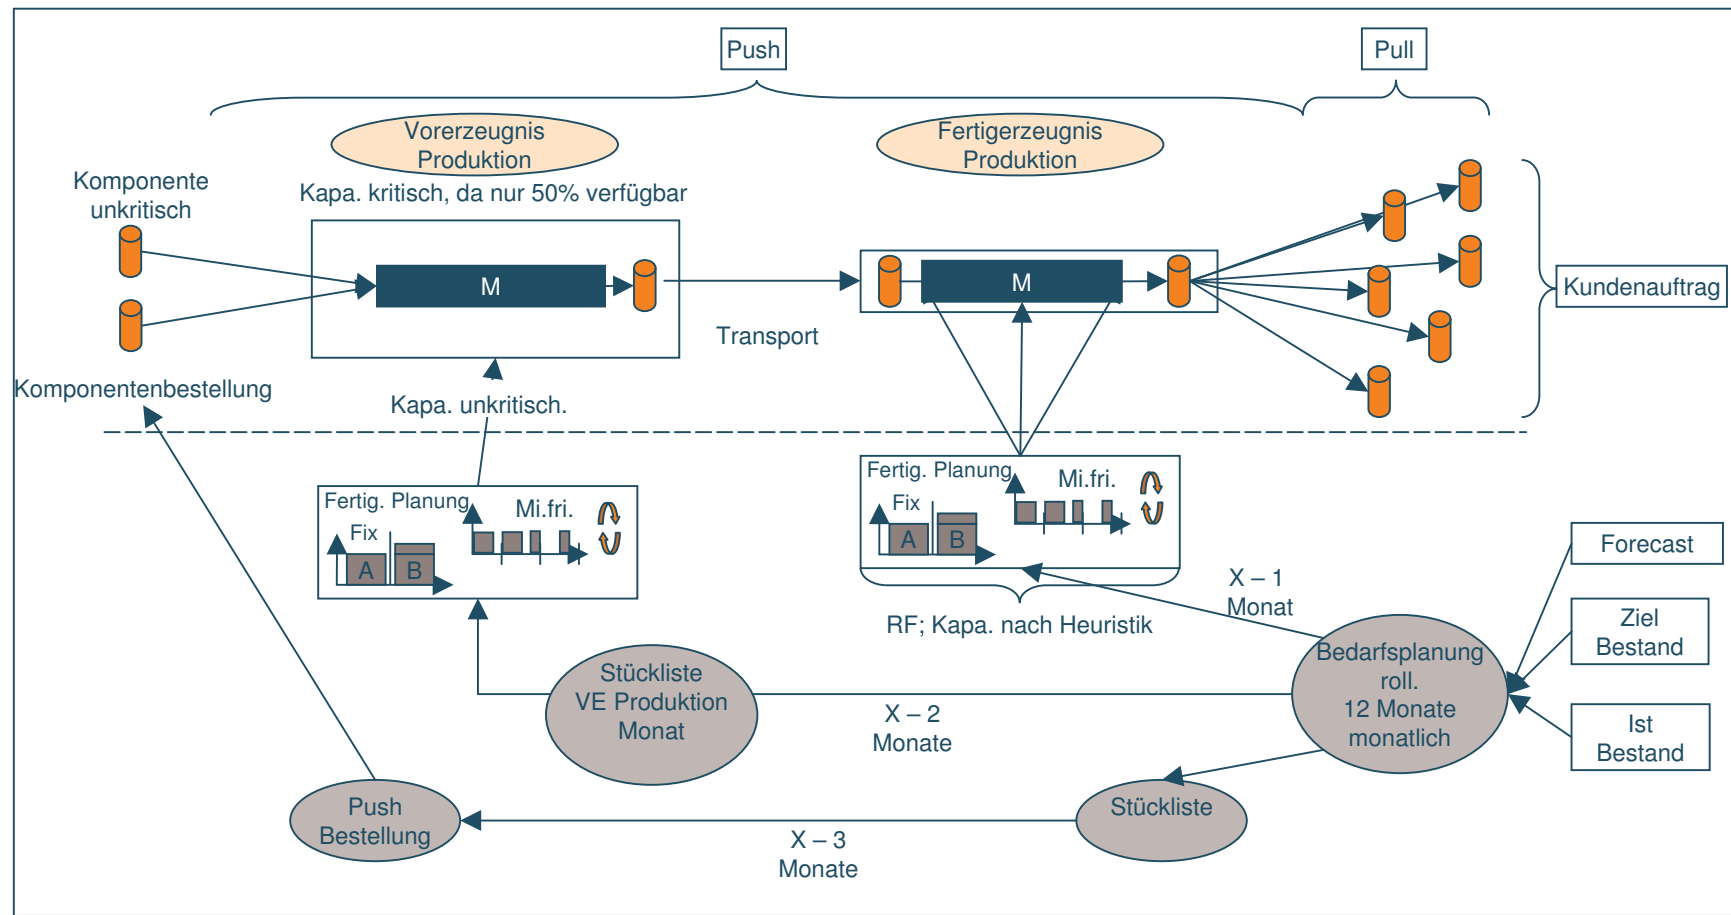 Push
Pull
Vorerzeugnis
Produktion
Fertigerzeugnis
Produktion
Komponente
unkritisch
Kapa. kritisch, da nur 50% verfügbar
M
M
Kundenauftrag
Transport
Komponentenbestellung
Kapa. unkritisch.
Fertig. Planung
Mi.fri.
Fix
A
B
Fertig. Planung
Mi.fri.
Fix
A
B
RF; Kapa. nach Heuristik
X – 1
Monat
Forecast
Ziel
Bestand
Ist
Bestand
Bedarfsplanung
roll.
12 Monate
monatlich
Stückliste
VE Produktion
Monat
X – 2
Monate
Push
Bestellung
Stückliste
X – 3
Monate